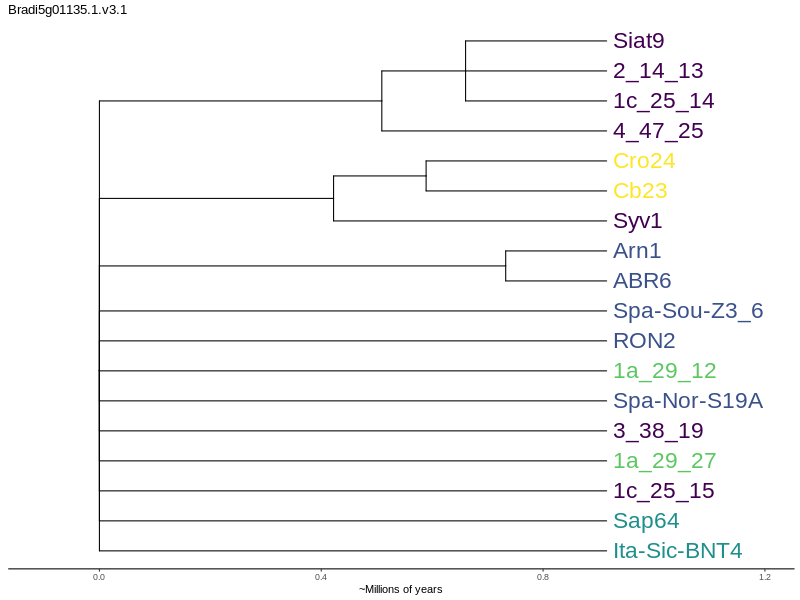 Bradi5g01135.1.v3.1
Siat9
2_14_13
1c_25_14
4_47_25
Cro24
Cb23
Syv1
Arn1
ABR6
Spa-Sou-Z3_6
RON2
1a_29_12
Spa-Nor-S19A
3_38_19
1a_29_27
1c_25_15
Sap64
Ita-Sic-BNT4
0.0 0.4 0.8 1.2
~Millions of years